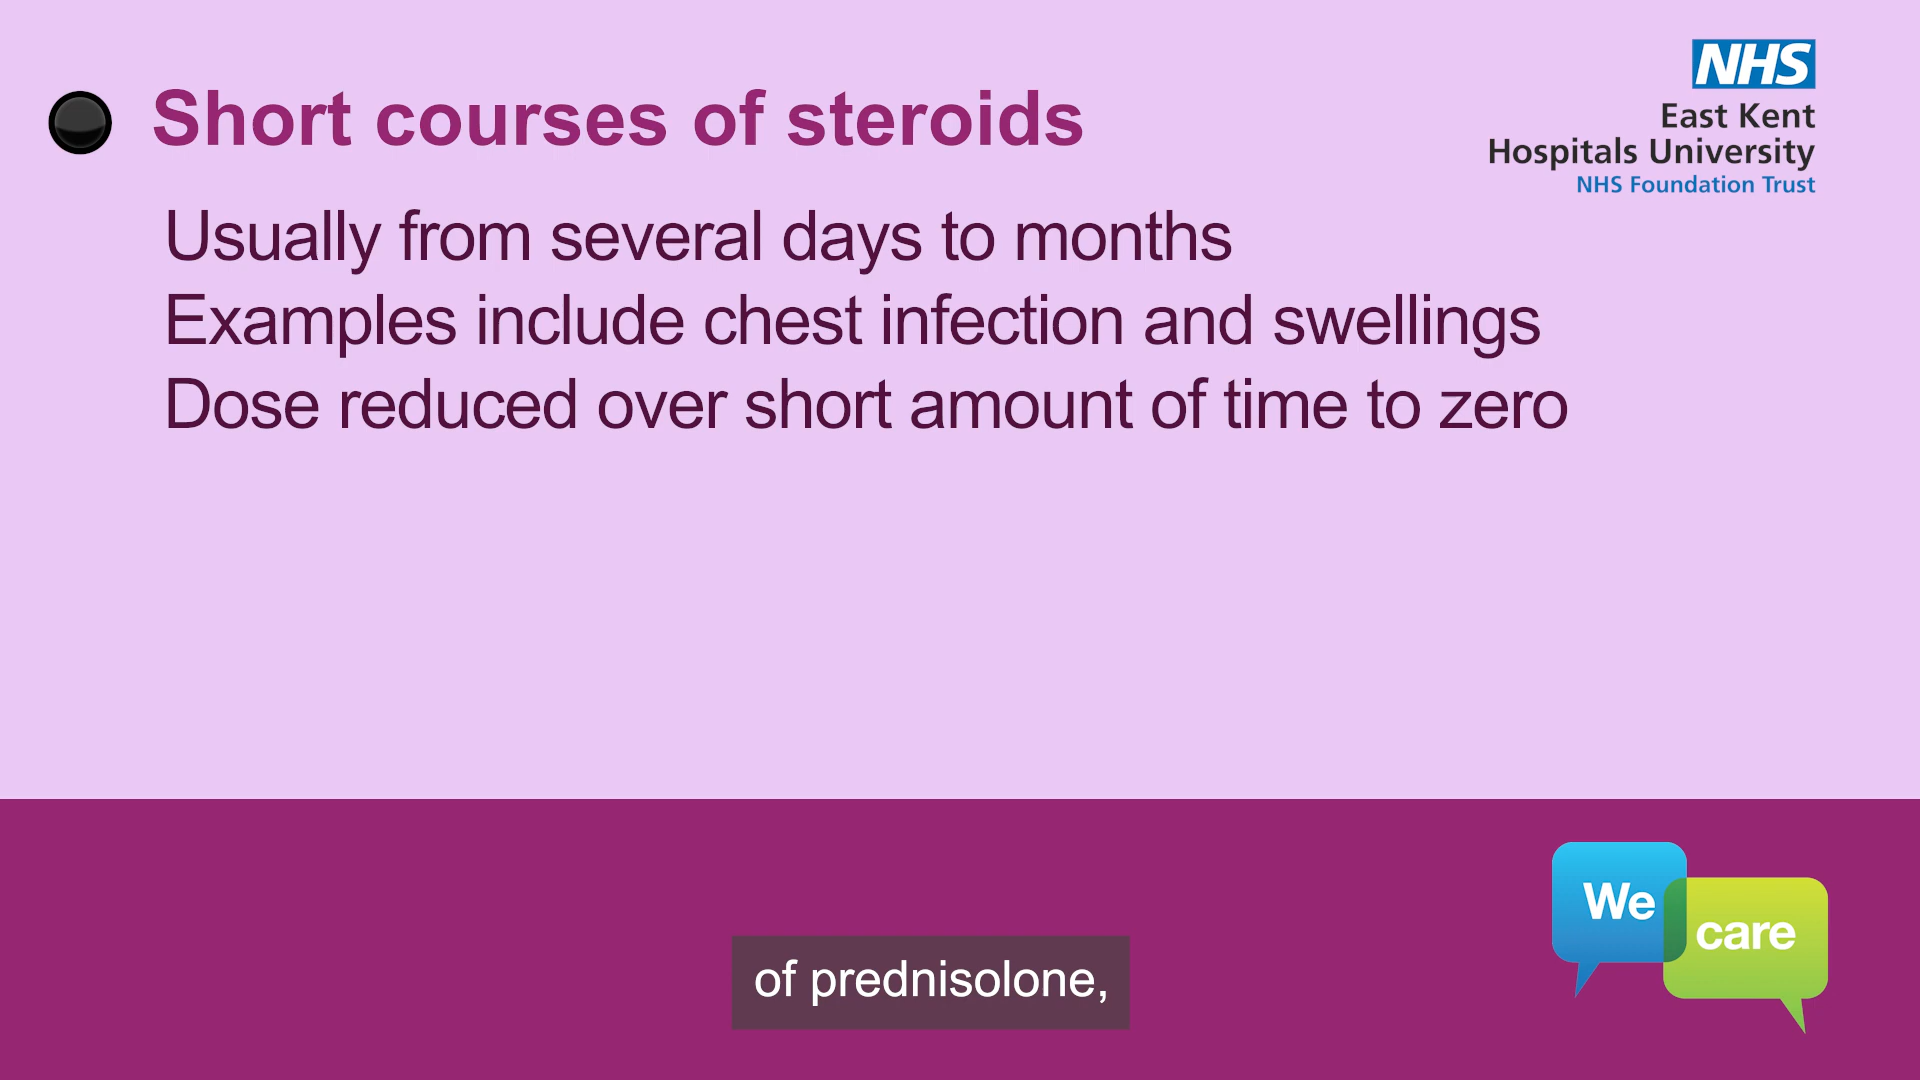 Short courses of steroids
NHS
East Kent
Hospitals University
NHS Foundation Trust
Usually from several days to months
Examples include chest infection and swellings
Dose reduced over short amount of time to zero
We
care
of prednisolone,